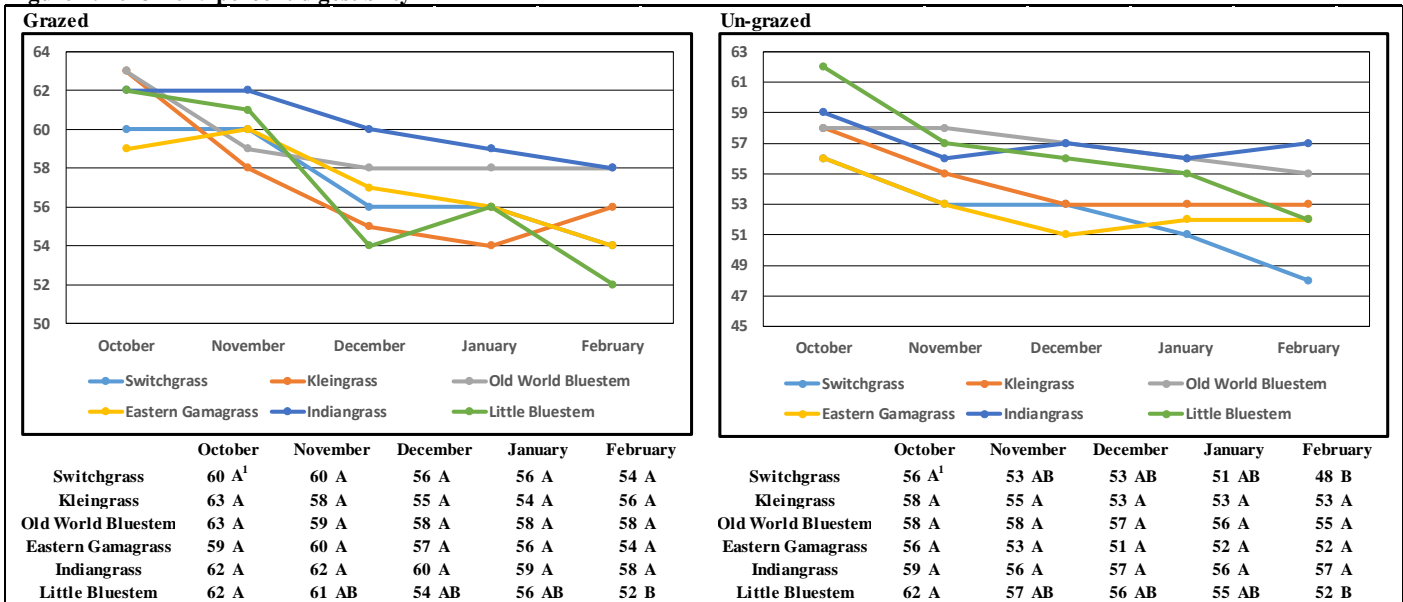 Grazed
64
62
60
58
56
54
52
50
October November December January February
Switchgrass Kleingrass Old World Bluestem
Eastern Gamagrass Indiangrass Little Bluestem
October November December January February
Switchgrass 60 A¹ 60 A 56 A 56 A 54 A
Kleingrass 63 A 58 A 55 A 54 A 56 A
Old World Bluestem 63 A 59 A 58 A 58 A 58 A
Eastern Gamagrass 59 A 60 A 57 A 56 A 54 A
Indiangrass 62 A 62 A 60 A 59 A 58 A
Little Bluestem 62 A 61 AB 54 AB 56 AB 52 B
Un-grazed
63
61
59
57
55
53
51
49
47
45
October November December January February
Switchgrass Kleingrass Old World Bluestem
Eastern Gamagrass Indiangrass Little Bluestem
October November December January February
Switchgrass 56 A¹ 53 AB 53 AB 51 AB 48 B
Kleingrass 58 A 55 A 53 A 53 A 53 A
Old World Bluestem 58 A 58 A 57 A 56 A 55 A
Eastern Gamagrass 56 A 53 A 51 A 52 A 52 A
Indiangrass 59 A 56 A 57 A 56 A 57 A
Little Bluestem 62 A 57 AB 56 AB 55 AB 52 B